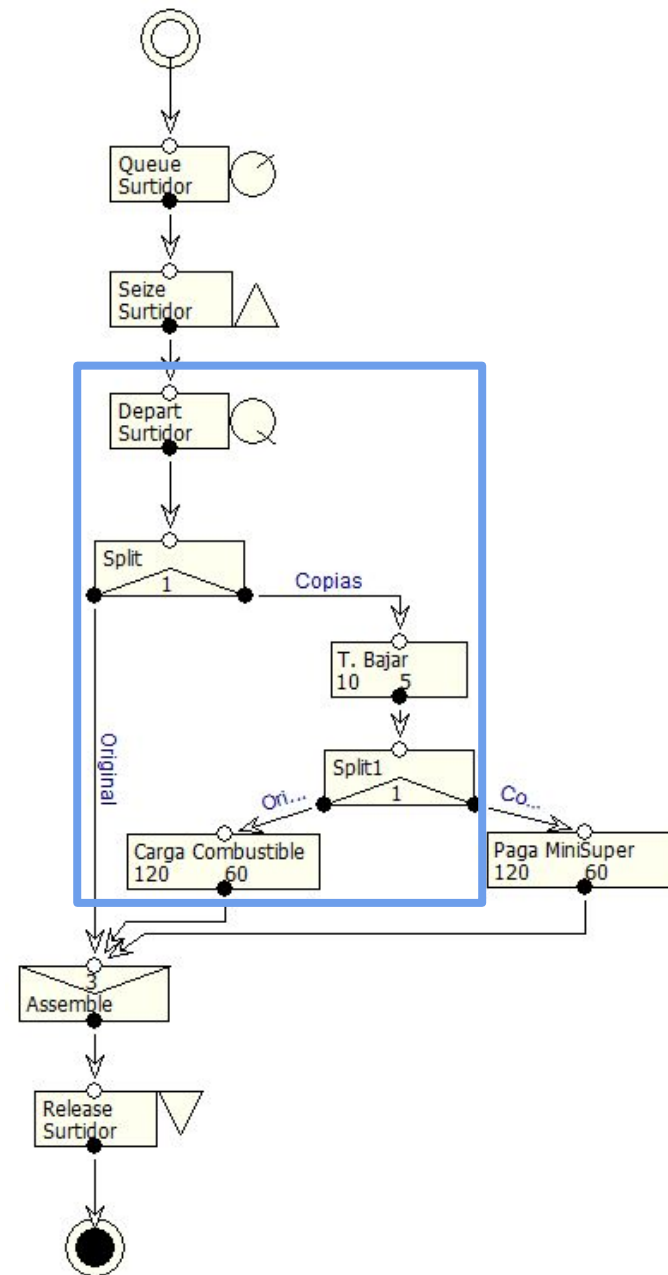 Queue
Surtidor
Seize
Surtidor
Depart
Surtidor
Split
1
Copias
T. Bajar
10 5
Original
Split1
1
Ori...
Co...
Carga Combustible
120 60
Paga MiniSuper
120 60
3
Assemble
Release
Surtidor